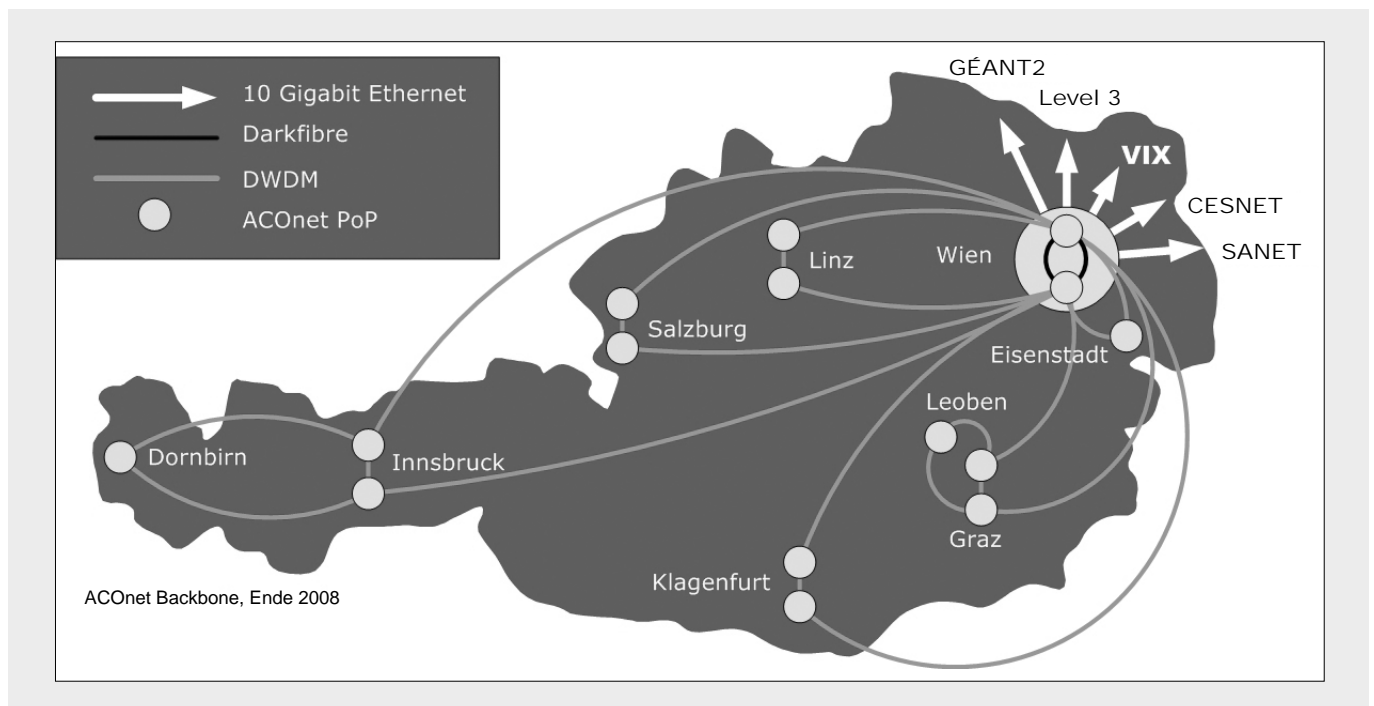 10 Gigabit Ethernet
Darkfibre
DWDM
ACOnet PoP
GÉANT2
Level 3
VIX
CESNET
SANET
Wien
Linz
Salzburg
Eisenstadt
Leoben
Dornbirn
Innsbruck
Graz
Klagenfurt
ACOnet Backbone, Ende 2008